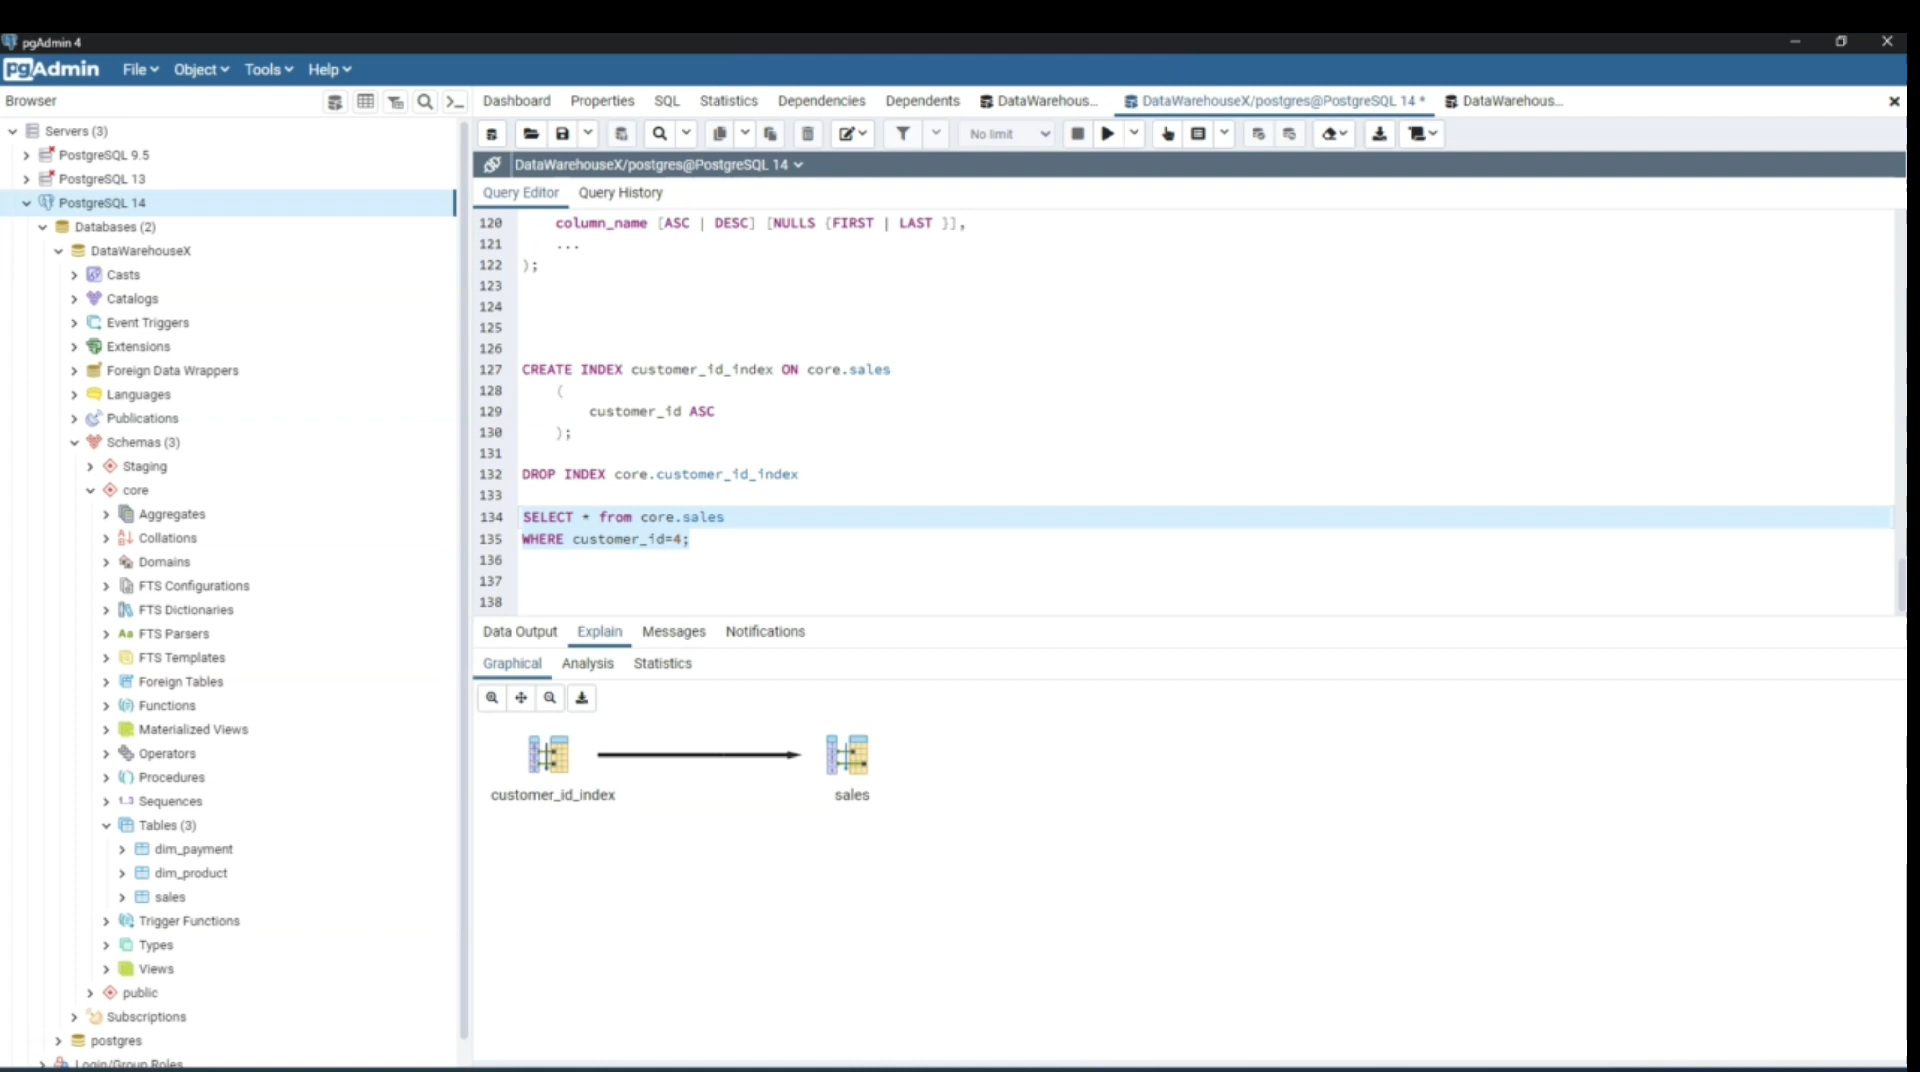 pgAdmin 4
pgAdmin File Object Tools Help
Browser
Servers (3)
PostgreSQL 9.5
PostgreSQL 13
PostgreSQL 14
Databases (2)
DataWarehouseX
Casts
Catalogs
Event Triggers
Extensions
Foreign Data Wrappers
Languages
Publications
Schemas (3)
Staging
core
Aggregates
Collations
Domains
FTS Configurations
FTS Dictionaries
Aa FTS Parsers
FTS Templates
Foreign Tables
Functions
Materialized Views
Operators
Procedures
1..3 Sequences
Tables (3)
dim_payment
dim_product
sales
Trigger Functions
Types
Views
public
Subscriptions
postgres
Login/Group Roles
Dashboard Properties SQL Statistics Dependencies Dependents DataWarehous... DataWarehouseX/postgres@PostgreSQL 14 * DataWarehous...
No limit
DataWarehouseX/postgres@PostgreSQL 14
Query Editor Query History
120 column_name [ASC | DESC] [NULLS {FIRST | LAST }],
121 ...
122 );
123
124
125
126
127 CREATE INDEX customer_id_index ON core.sales
128 (
129 customer_id ASC
130 );
131
132 DROP INDEX core.customer_id_index
133
134 SELECT * from core.sales
135 WHERE customer_id=4;
136
137
138
Data Output Explain Messages Notifications
Graphical Analysis Statistics
customer_id_index sales